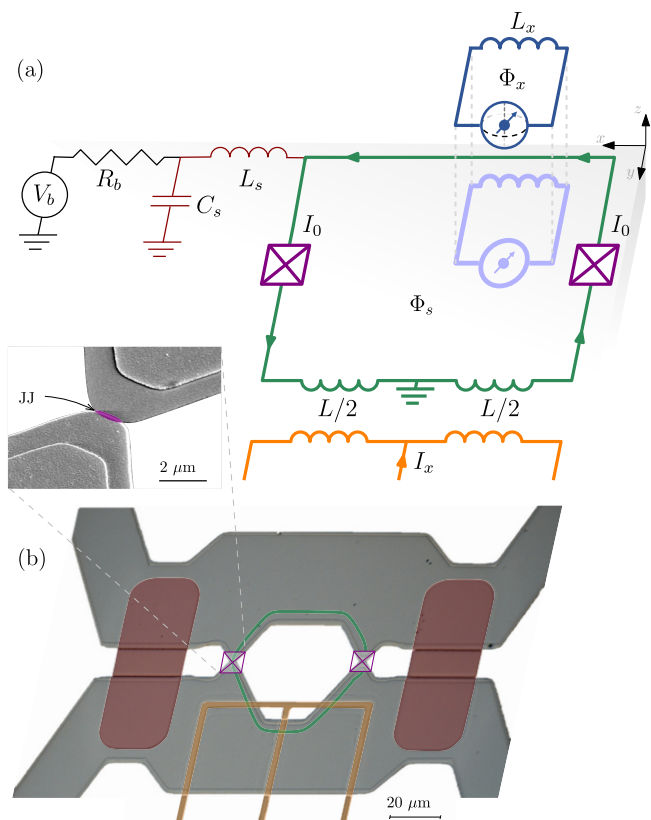 (a)
L_x
Φ_x
z
x
y
V_b
R_b
C_s
L_s
I_0
I_0
Φ_s
L/2
L/2
I_x
JJ
2 μm
(b)
20 μm